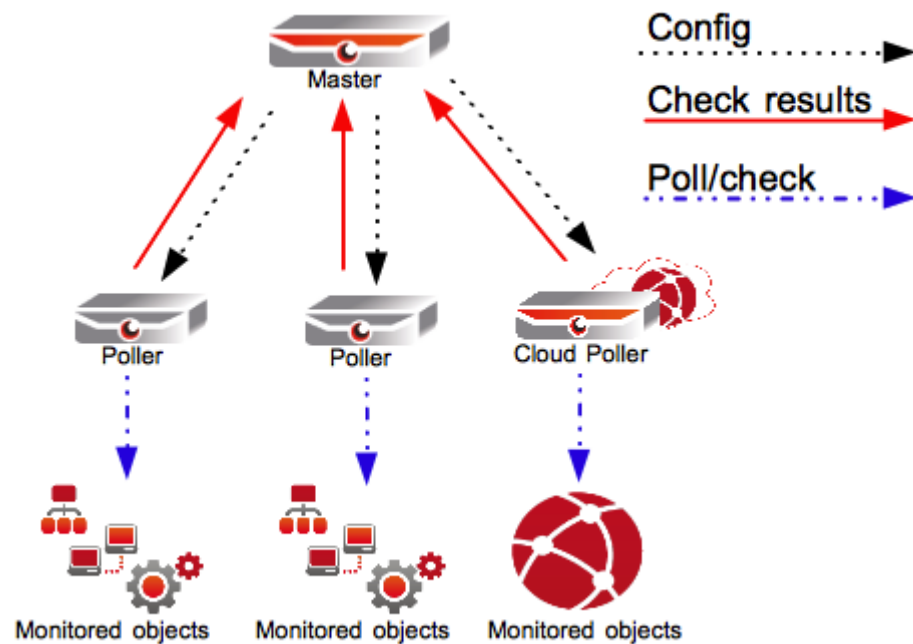 Master
Config
Check results
Poll/check
Poller
Poller
Cloud Poller
Monitored objects
Monitored objects
Monitored objects